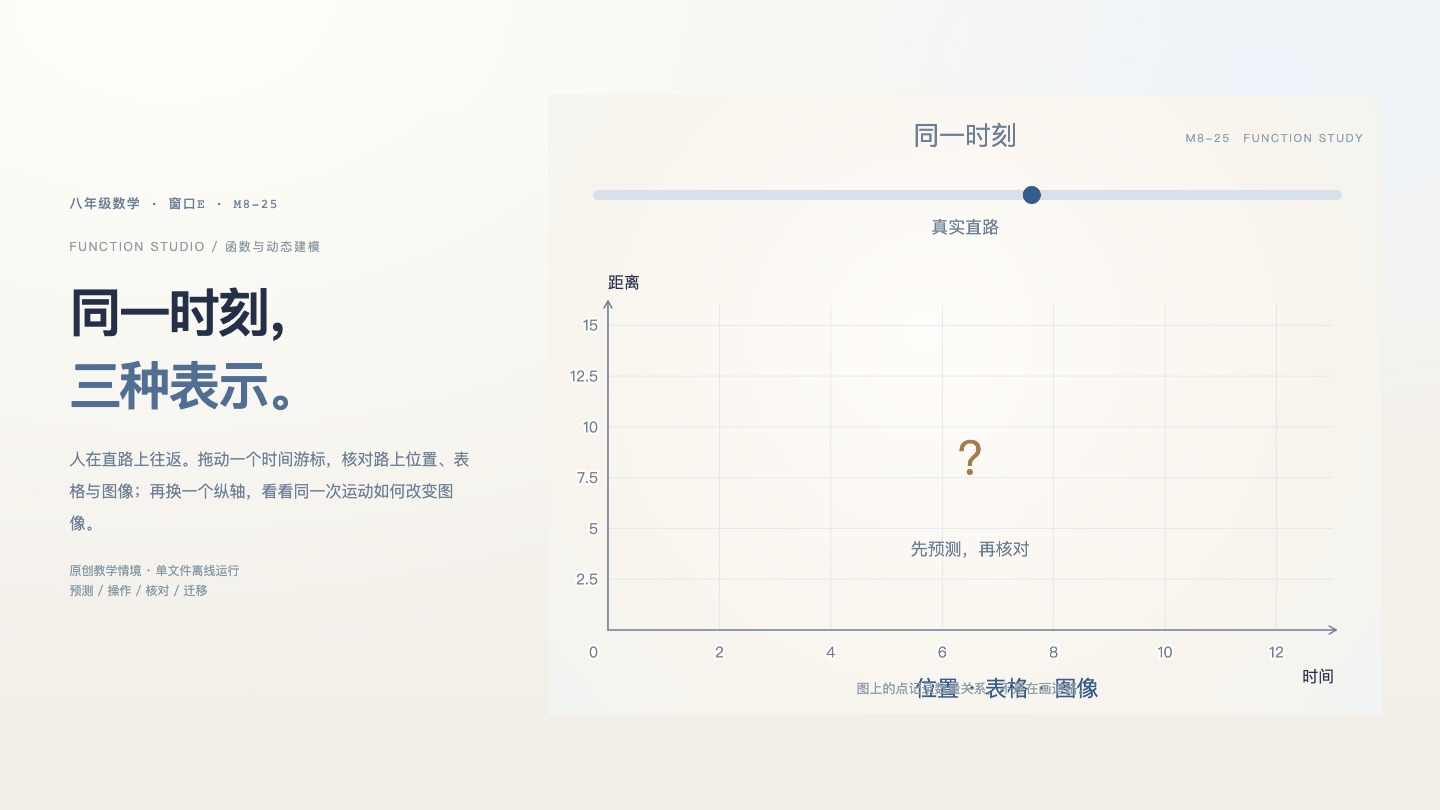 八年级数学 · 窗口E · M8-25
FUNCTION STUDIO / 函数与动态建模
同一时刻,
三种表示。
人在直路上往返。拖动一个时间游标，核对路上位置、表
格与图像；再换一个纵轴，看看同一次运动如何改变图
像。
原创教学情境 · 单文件离线运行
预测 / 操作 / 核对 / 迁移
同一时刻
M8-25 FUNCTION STUDY
真实直路
距离
15
12.5
10
7.5
5
2.5
?
先预测，再核对
0 2 4 6 8 10 12
时间
位置 · 表格 · 图像
图上的点记